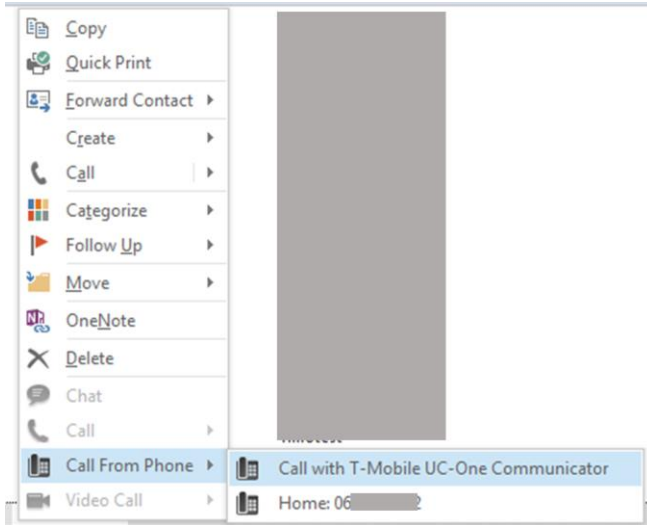 Copy
Quick Print
Forward Contact
Create
Call
Categorize
Follow Up
Move
OneNote
Delete
Chat
Call
Call From Phone
Call with T-Mobile UC-One Communicator
Video Call
Home: 06 2